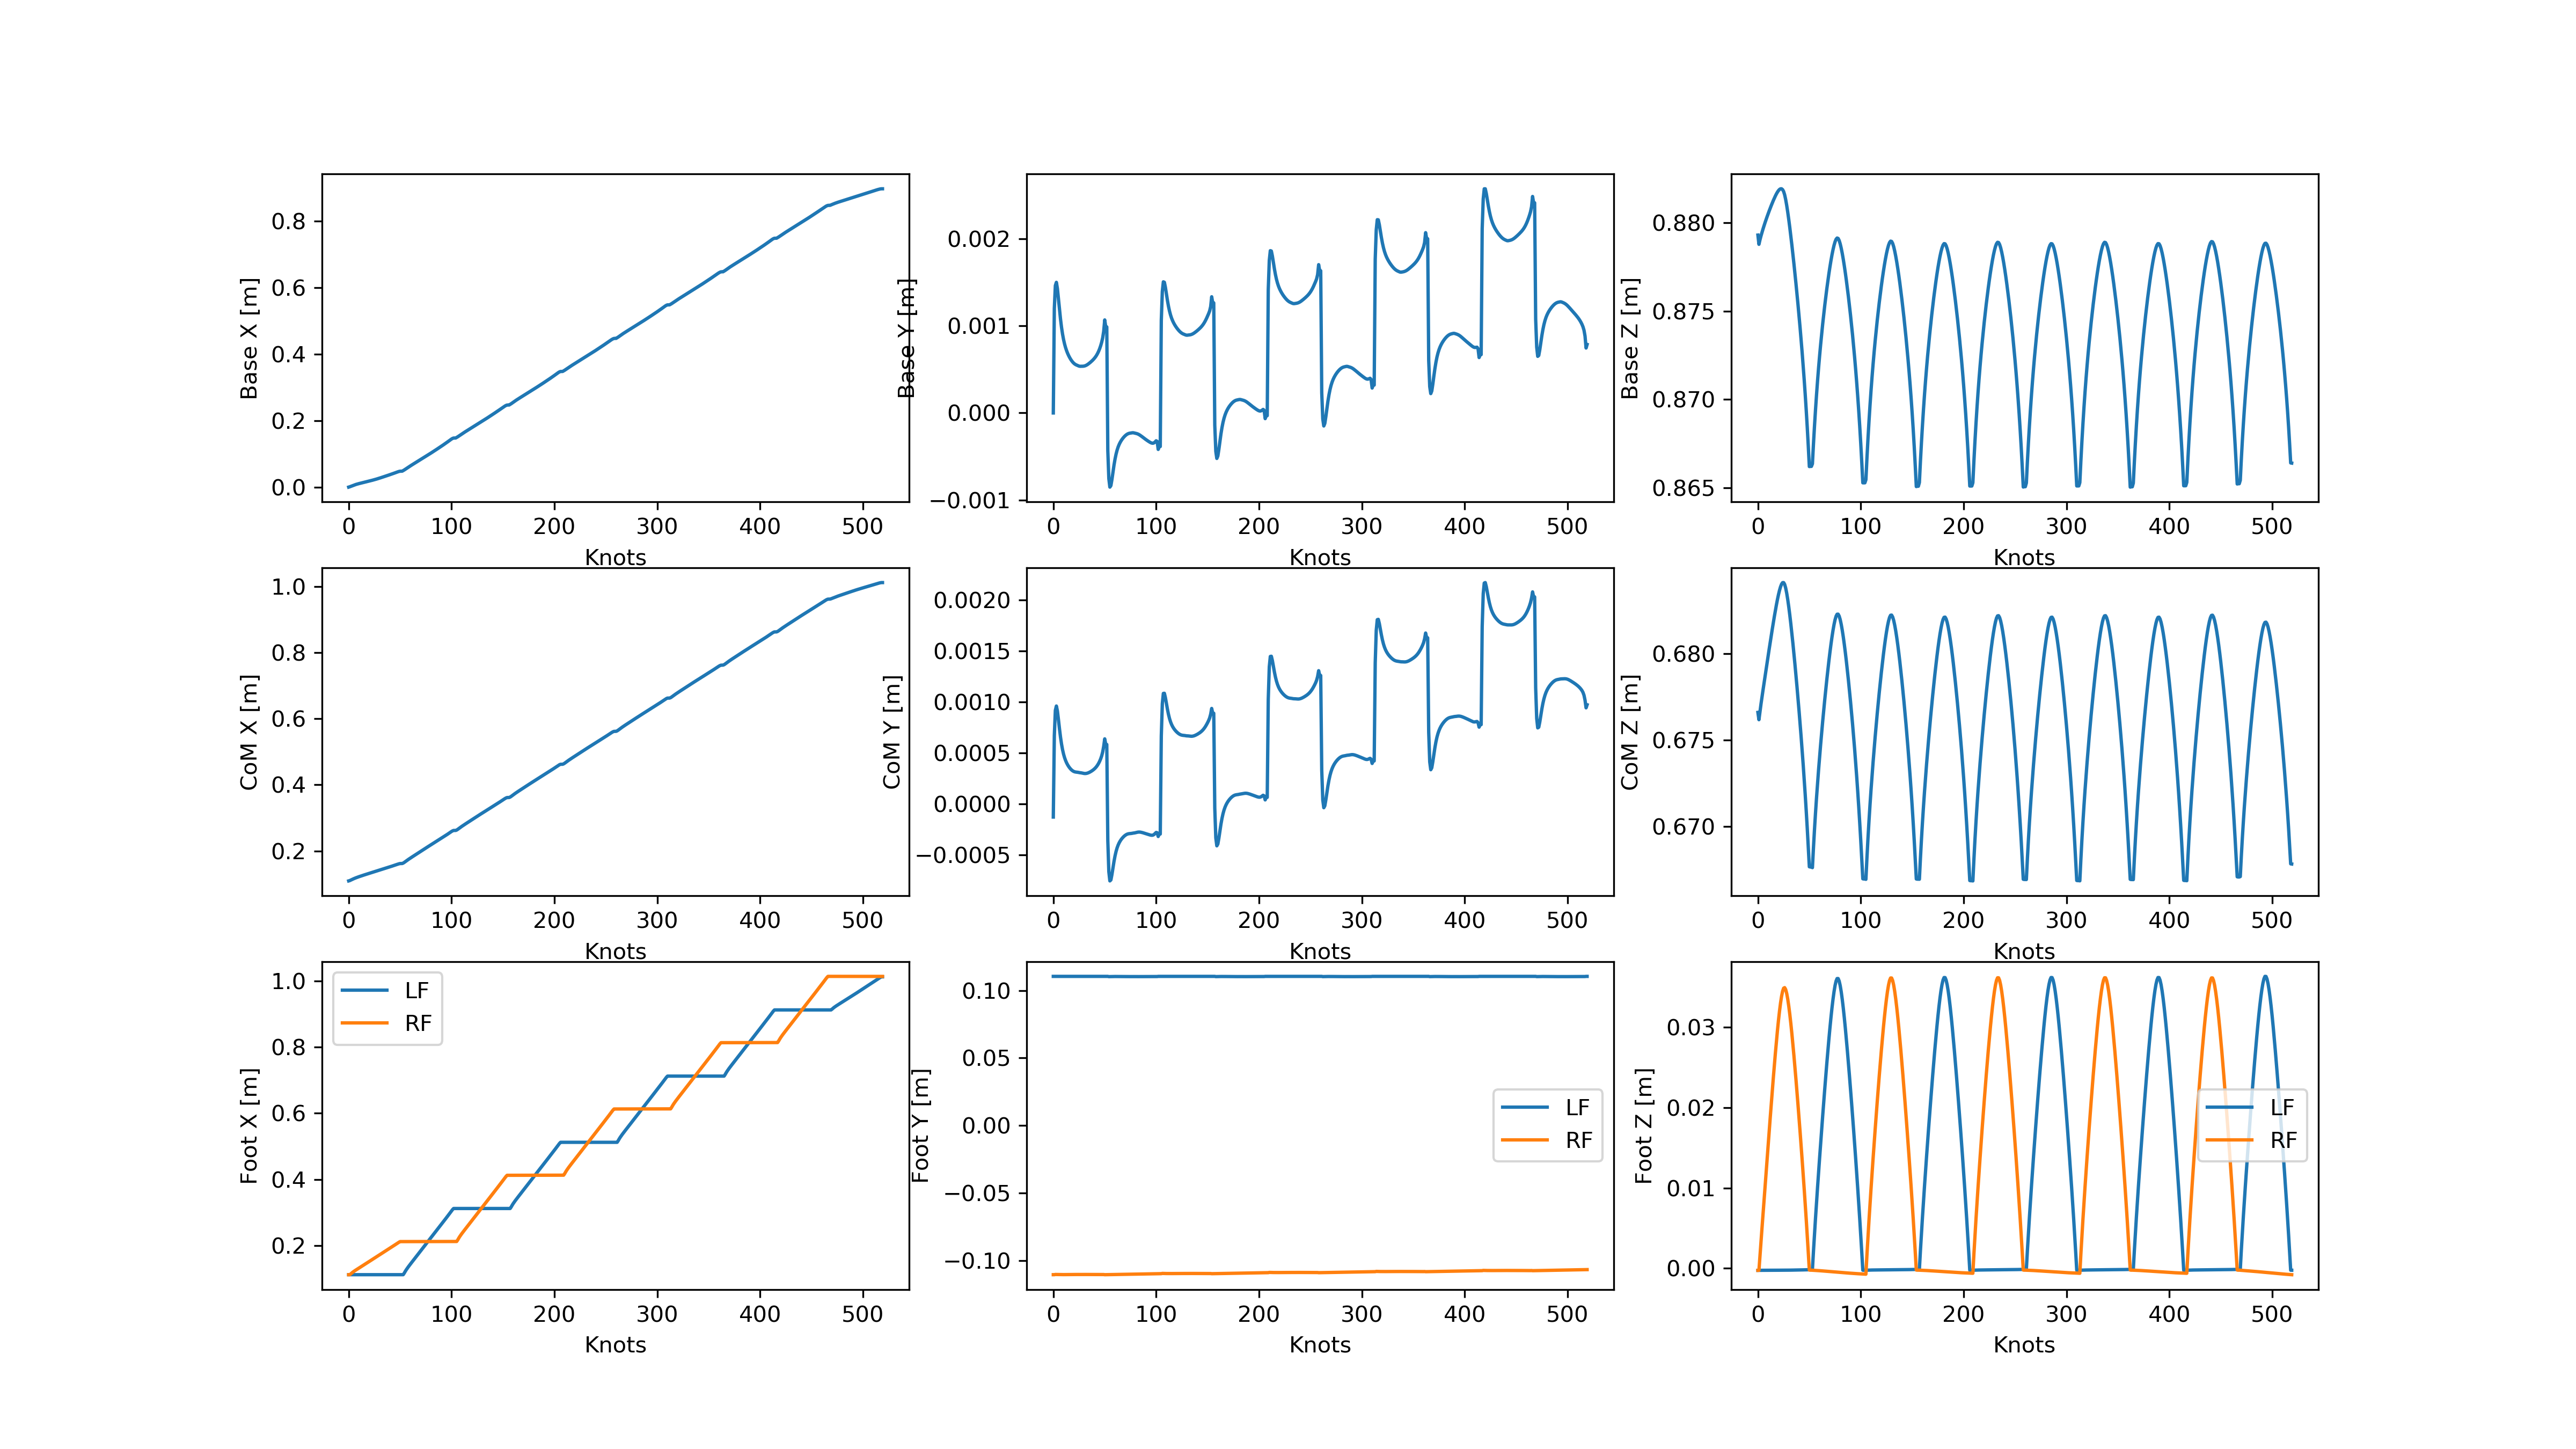 Base X [m]
0.8
0.6
0.4
0.2
0.0
0 100 200 300 400 500
Knots
Base Y [m]
0.002
0.001
0.000
−0.001
0 100 200 300 400 500
Knots
Base Z [m]
0.880
0.875
0.870
0.865
0 100 200 300 400 500
Knots
CoM X [m]
1.0
0.8
0.6
0.4
0.2
0 100 200 300 400 500
Knots
CoM Y [m]
0.0020
0.0015
0.0010
0.0005
0.0000
−0.0005
0 100 200 300 400 500
Knots
CoM Z [m]
0.680
0.675
0.670
0 100 200 300 400 500
Knots
Foot X [m]
1.0
0.8
0.6
0.4
0.2
LF
RF
0 100 200 300 400 500
Knots
Foot Y [m]
0.10
0.05
0.00
−0.05
−0.10
LF
RF
0 100 200 300 400 500
Knots
Foot Z [m]
0.03
0.02
0.01
0.00
LF
RF
0 100 200 300 400 500
Knots